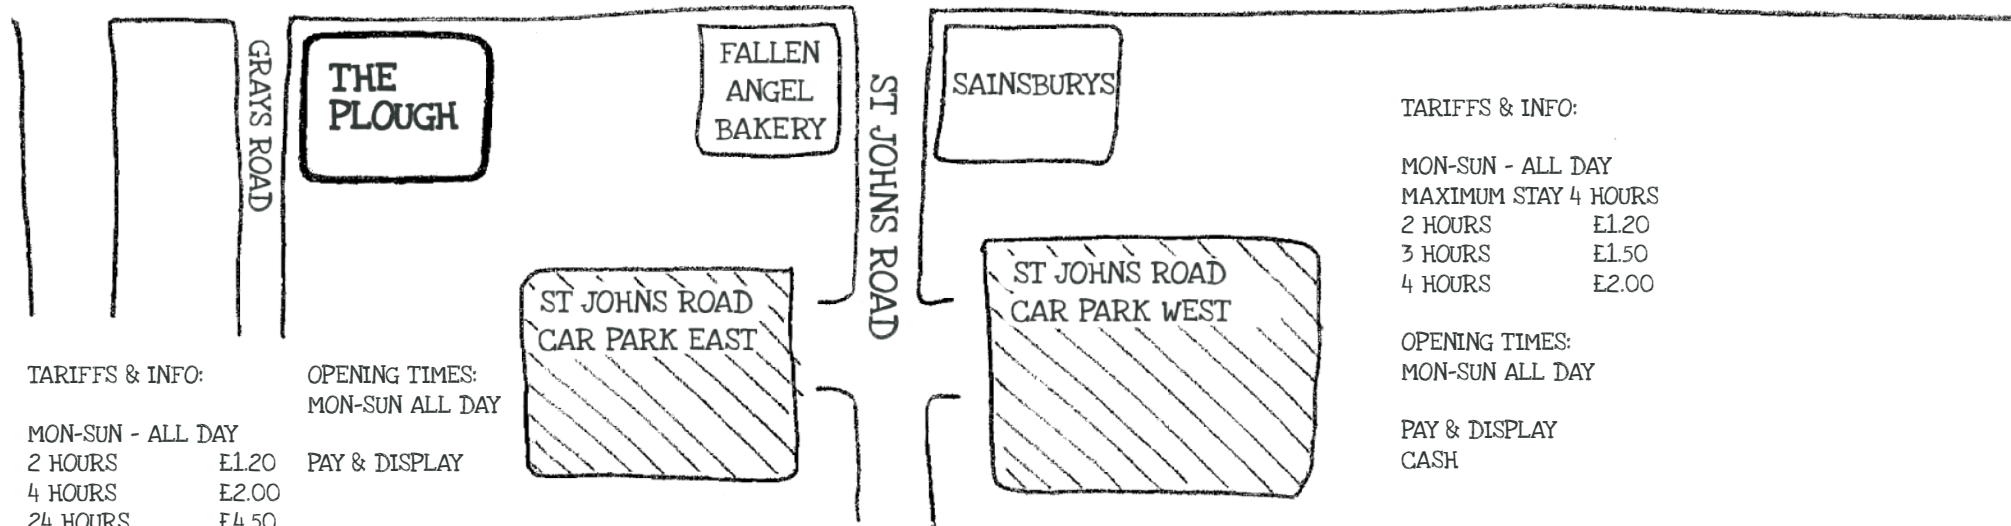 GRAYS ROAD
THE
PLOUGH
FALLEN
ANGEL
BAKERY
ST JOHNS ROAD
SAINSBURYS
ST JOHNS ROAD
CAR PARK EAST
ST JOHNS ROAD
CAR PARK WEST
TARIFFS & INFO:
MON-SUN - ALL DAY
2 HOURS £1.20
4 HOURS £2.00
24 HOURS £4.50
OPENING TIMES:
MON-SUN ALL DAY
PAY & DISPLAY
TARIFFS & INFO:
MON-SUN - ALL DAY
MAXIMUM STAY 4 HOURS
2 HOURS £1.20
3 HOURS £1.50
4 HOURS £2.00
OPENING TIMES:
MON-SUN ALL DAY
PAY & DISPLAY
CASH